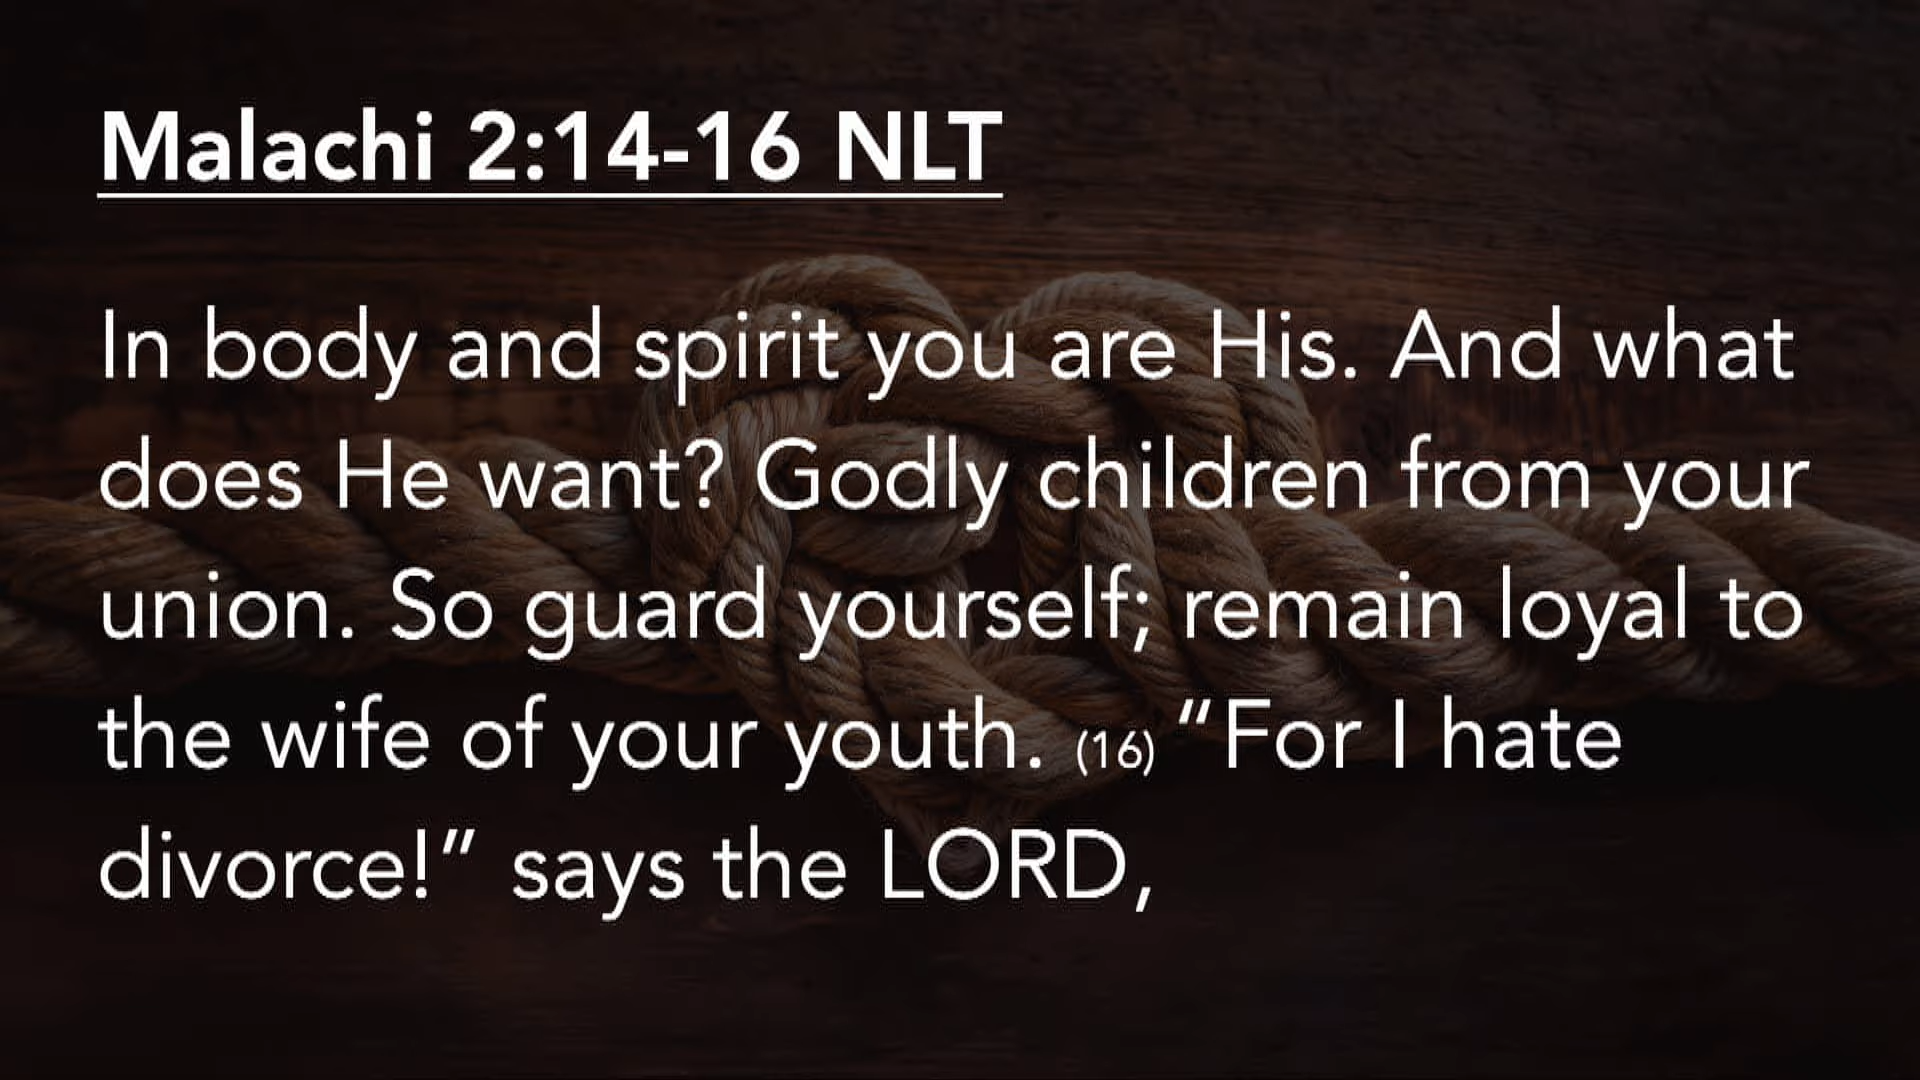 Malachi 2:14-16 NLT
In body and spirit you are His. And what
does He want? Godly children from your
union. So guard yourself; remain loyal to
the wife of your youth. (16) “For I hate
divorce!” says the LORD,